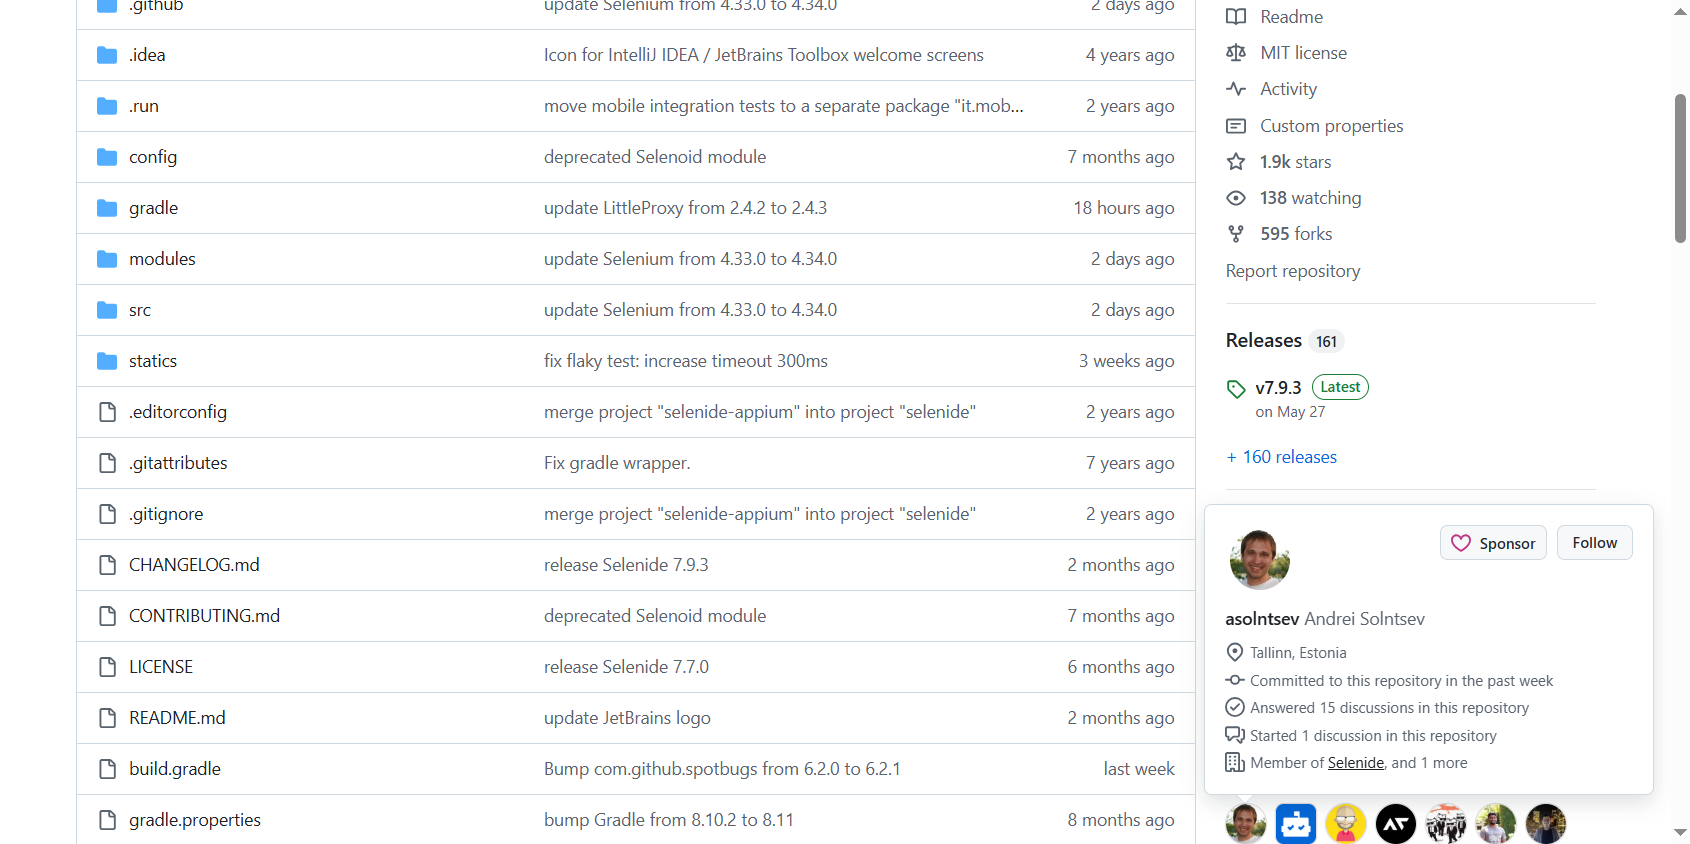 .github update Selenium from 4.33.0 to 4.34.0 2 days ago
.idea Icon for IntelliJ IDEA / JetBrains Toolbox welcome screens 4 years ago
.run move mobile integration tests to a separate package "it.mob... 2 years ago
config deprecated Selenoid module 7 months ago
gradle update LittleProxy from 2.4.2 to 2.4.3 18 hours ago
modules update Selenium from 4.33.0 to 4.34.0 2 days ago
src update Selenium from 4.33.0 to 4.34.0 2 days ago
statics fix flaky test: increase timeout 300ms 3 weeks ago
.editorconfig merge project "selenide-appium" into project "selenide" 2 years ago
.gitattributes Fix gradle wrapper. 7 years ago
.gitignore merge project "selenide-appium" into project "selenide" 2 years ago
CHANGELOG.md release Selenide 7.9.3 2 months ago
CONTRIBUTING.md deprecated Selenoid module 7 months ago
LICENSE release Selenide 7.7.0 6 months ago
README.md update JetBrains logo 2 months ago
build.gradle Bump com.github.spotbugs from 6.2.0 to 6.2.1 last week
gradle.properties bump Gradle from 8.10.2 to 8.11 8 months ago
Readme
MIT license
Activity
Custom properties
1.9k stars
138 watching
595 forks
Report repository
Releases 161
v7.9.3 Latest
on May 27
+ 160 releases
Sponsor Follow
asolntsev Andrei Solntsev
Tallinn, Estonia
Committed to this repository in the past week
Answered 15 discussions in this repository
Started 1 discussion in this repository
Member of Selenide, and 1 more